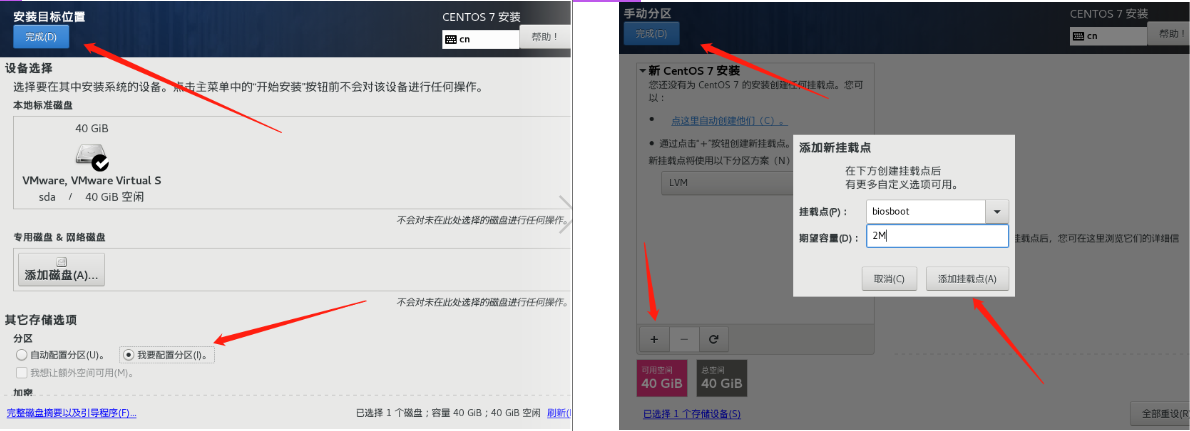 安装目标位置
CENTOS 7 安装
完成(D)
cn
帮助！
设备选择
选择要在其中安装系统的设备。点击主菜单中的"开始安装"按钮前不会对该设备进行任何操作。
本地标准磁盘
40 GiB
VMware, VMware Virtual S
sda / 40 GiB 空闲
不会对未在此处选择的磁盘进行任何操作。
专用磁盘 & 网络磁盘
添加磁盘(A)...
不会对未在此处选择的磁盘进行任何操作。
其它存储选项
分区
自动配置分区(U)。
我要配置分区(I)。
我想让额外空间可用(M)。
加密
完整磁盘摘要以及引导程序(F)...
已选择 1 个磁盘；容量 40 GiB；40 GiB 空闲
刷新(
手动分区
CENTOS 7 安装
完成(D)
cn
帮助！
新 CentOS 7 安装
您还没有为 CentOS 7 的安装创建任何挂载点。您可
以：
点这里自动创建他们（C）。
通过点击"+"按钮创建新挂载点。
新挂载点将使用以下分区方案（N）
LVM
添加新挂载点
在下方创建挂载点后
有更多自定义选项可用。
挂载点(P)：
biosboot
期望容量(D)：
2M
取消(C)
添加挂载点(A)
挂载点后，您可在这里浏览它们的详细信
+
−
可用空间
40 GiB
总空间
40 GiB
已选择 1 个存储设备(S)
全部重设(R